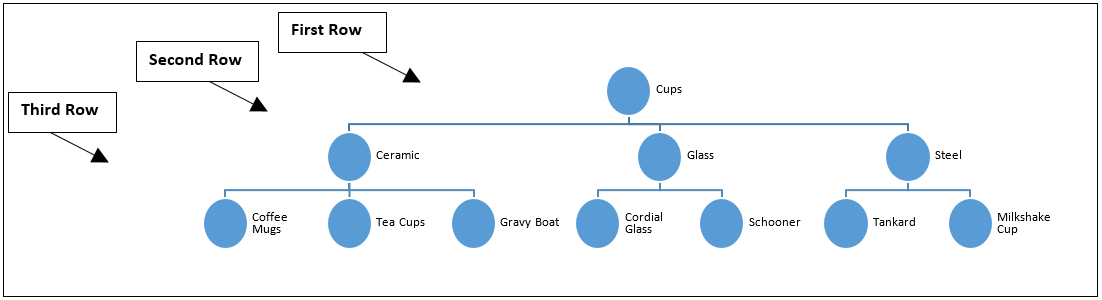 First Row
Second Row
Third Row
Cups
Ceramic
Glass
Steel
Coffee
Mugs
Tea Cups
Gravy Boat
Cordial
Glass
Schooner
Tankard
Milkshake
Cup